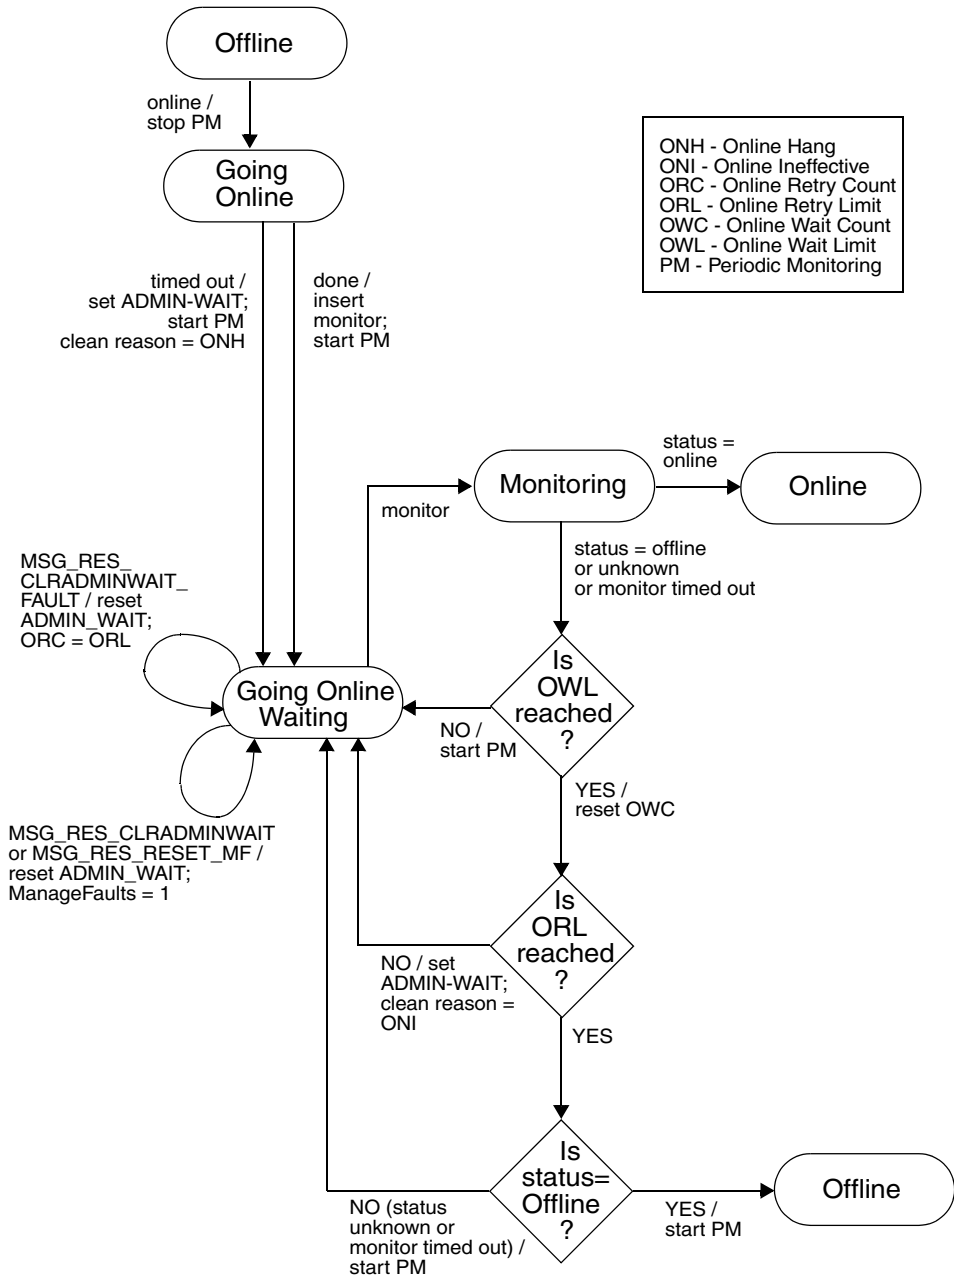 Offline
online /
stop PM
Going
Online
ONH - Online Hang
ONI - Online Ineffective
ORC - Online Retry Count
ORL - Online Retry Limit
OWC - Online Wait Count
OWL - Online Wait Limit
PM - Periodic Monitoring
timed out /
set ADMIN-WAIT;
start PM
clean reason = ONH
done /
insert
monitor;
start PM
status =
online
Monitoring
Online
monitor
status = offline
or unknown
or monitor timed out
MSG_RES_
CLRADMINWAIT_
FAULT / reset
ADMIN_WAIT;
ORC = ORL
Going Online
Waiting
Is
OWL
reached
?
NO /
start PM
YES /
reset OWC
MSG_RES_CLRADMINWAIT
or MSG_RES_RESET_MF /
reset ADMIN_WAIT;
ManageFaults = 1
Is
ORL
reached
?
NO / set
ADMIN-WAIT;
clean reason =
ONI
YES
Is
status=
Offline
?
NO (status
unknown or
monitor timed out) /
start PM
YES /
start PM
Offline